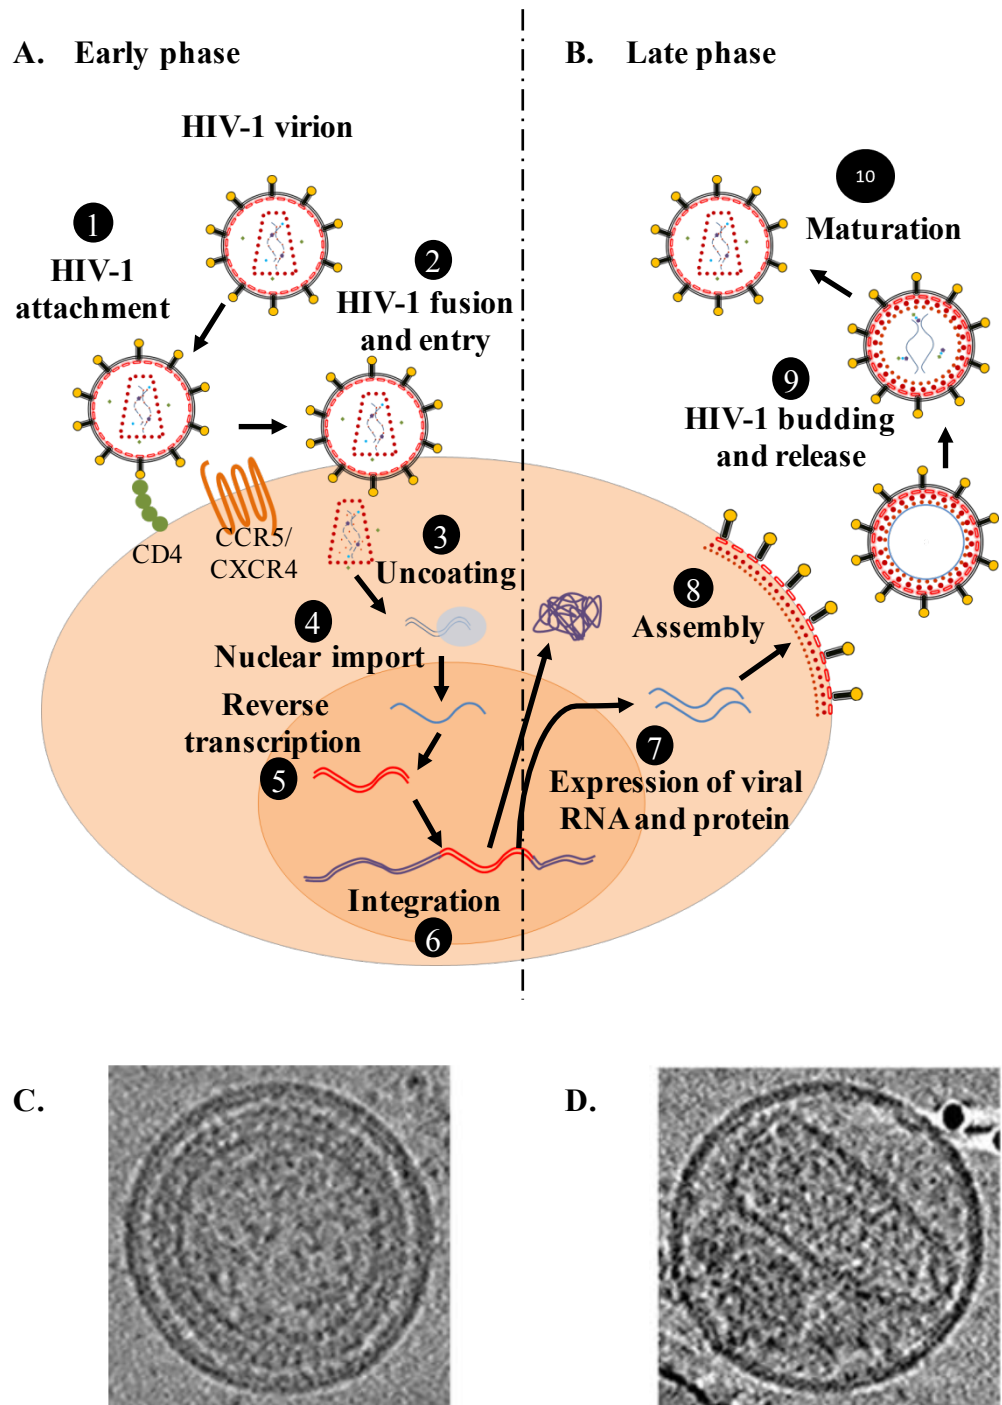 A. Early phase
HIV-1 virion
1
HIV-1
attachment
2
HIV-1 fusion
and entry
CD4
CCR5/
CXCR4
3
Uncoating
4
Nuclear import
Reverse
transcription
5
Integration
6
B. Late phase
10
Maturation
9
HIV-1 budding
and release
8
Assembly
7
Expression of viral
RNA and protein
C.
D.